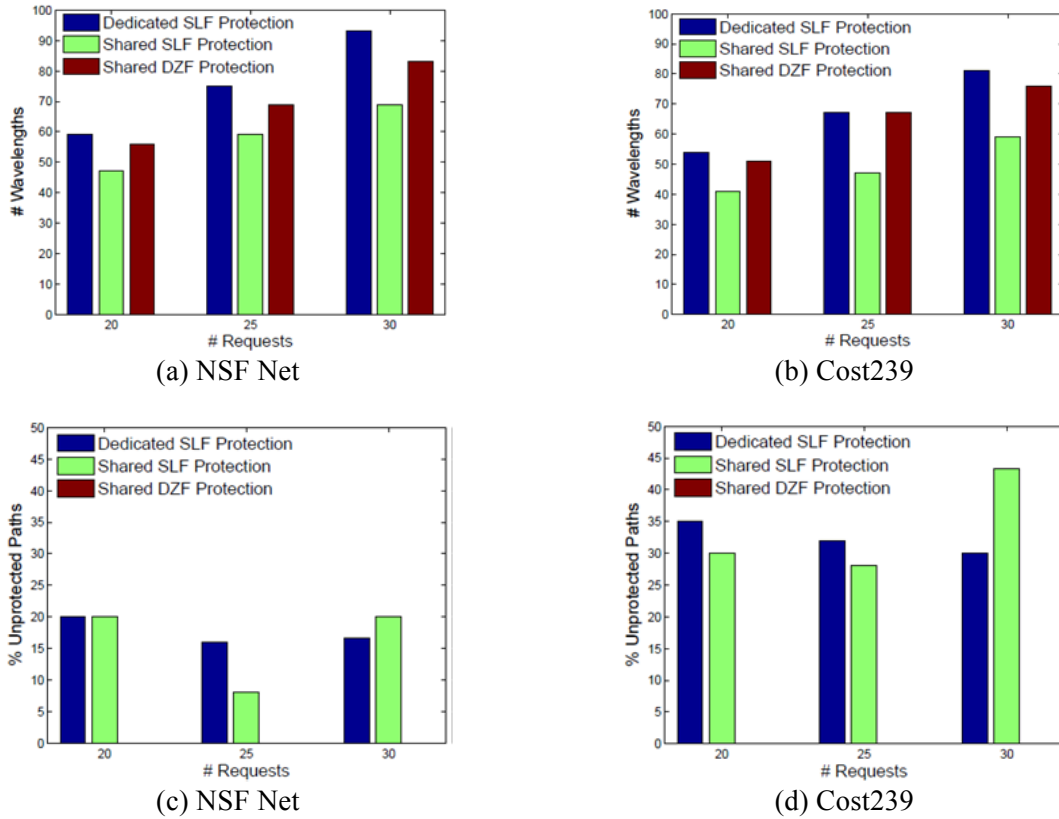 100
90
80
70
60
50
40
30
20
10
0
# Wavelengths
Dedicated SLF Protection
Shared SLF Protection
Shared DZF Protection
20 25 30
# Requests
(a) NSF Net
100
90
80
70
60
50
40
30
20
10
0
# Wavelengths
Dedicated SLF Protection
Shared SLF Protection
Shared DZF Protection
20 25 30
# Requests
(b) Cost239
50
45
40
35
30
25
20
15
10
5
0
% Unprotected Paths
Dedicated SLF Protection
Shared SLF Protection
Shared DZF Protection
20 25 30
# Requests
(c) NSF Net
50
45
40
35
30
25
20
15
10
5
0
% Unprotected Paths
Dedicated SLF Protection
Shared SLF Protection
Shared DZF Protection
20 25 30
# Requests
(d) Cost239